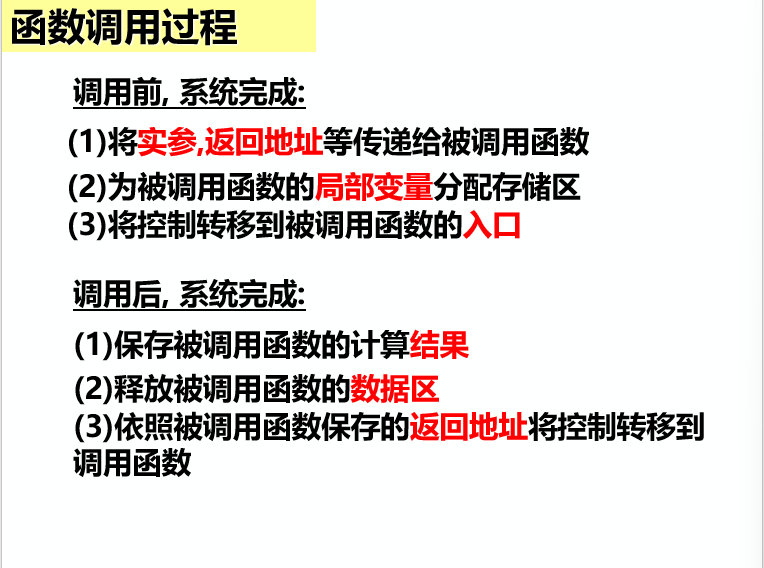 函数调用过程
调用前, 系统完成:
(1)将实参,返回地址等传递给被调用函数
(2)为被调用函数的局部变量分配存储区
(3)将控制转移到被调用函数的入口
调用后, 系统完成:
(1)保存被调用函数的计算结果
(2)释放被调用函数的数据区
(3)依照被调用函数保存的返回地址将控制转移到
调用函数